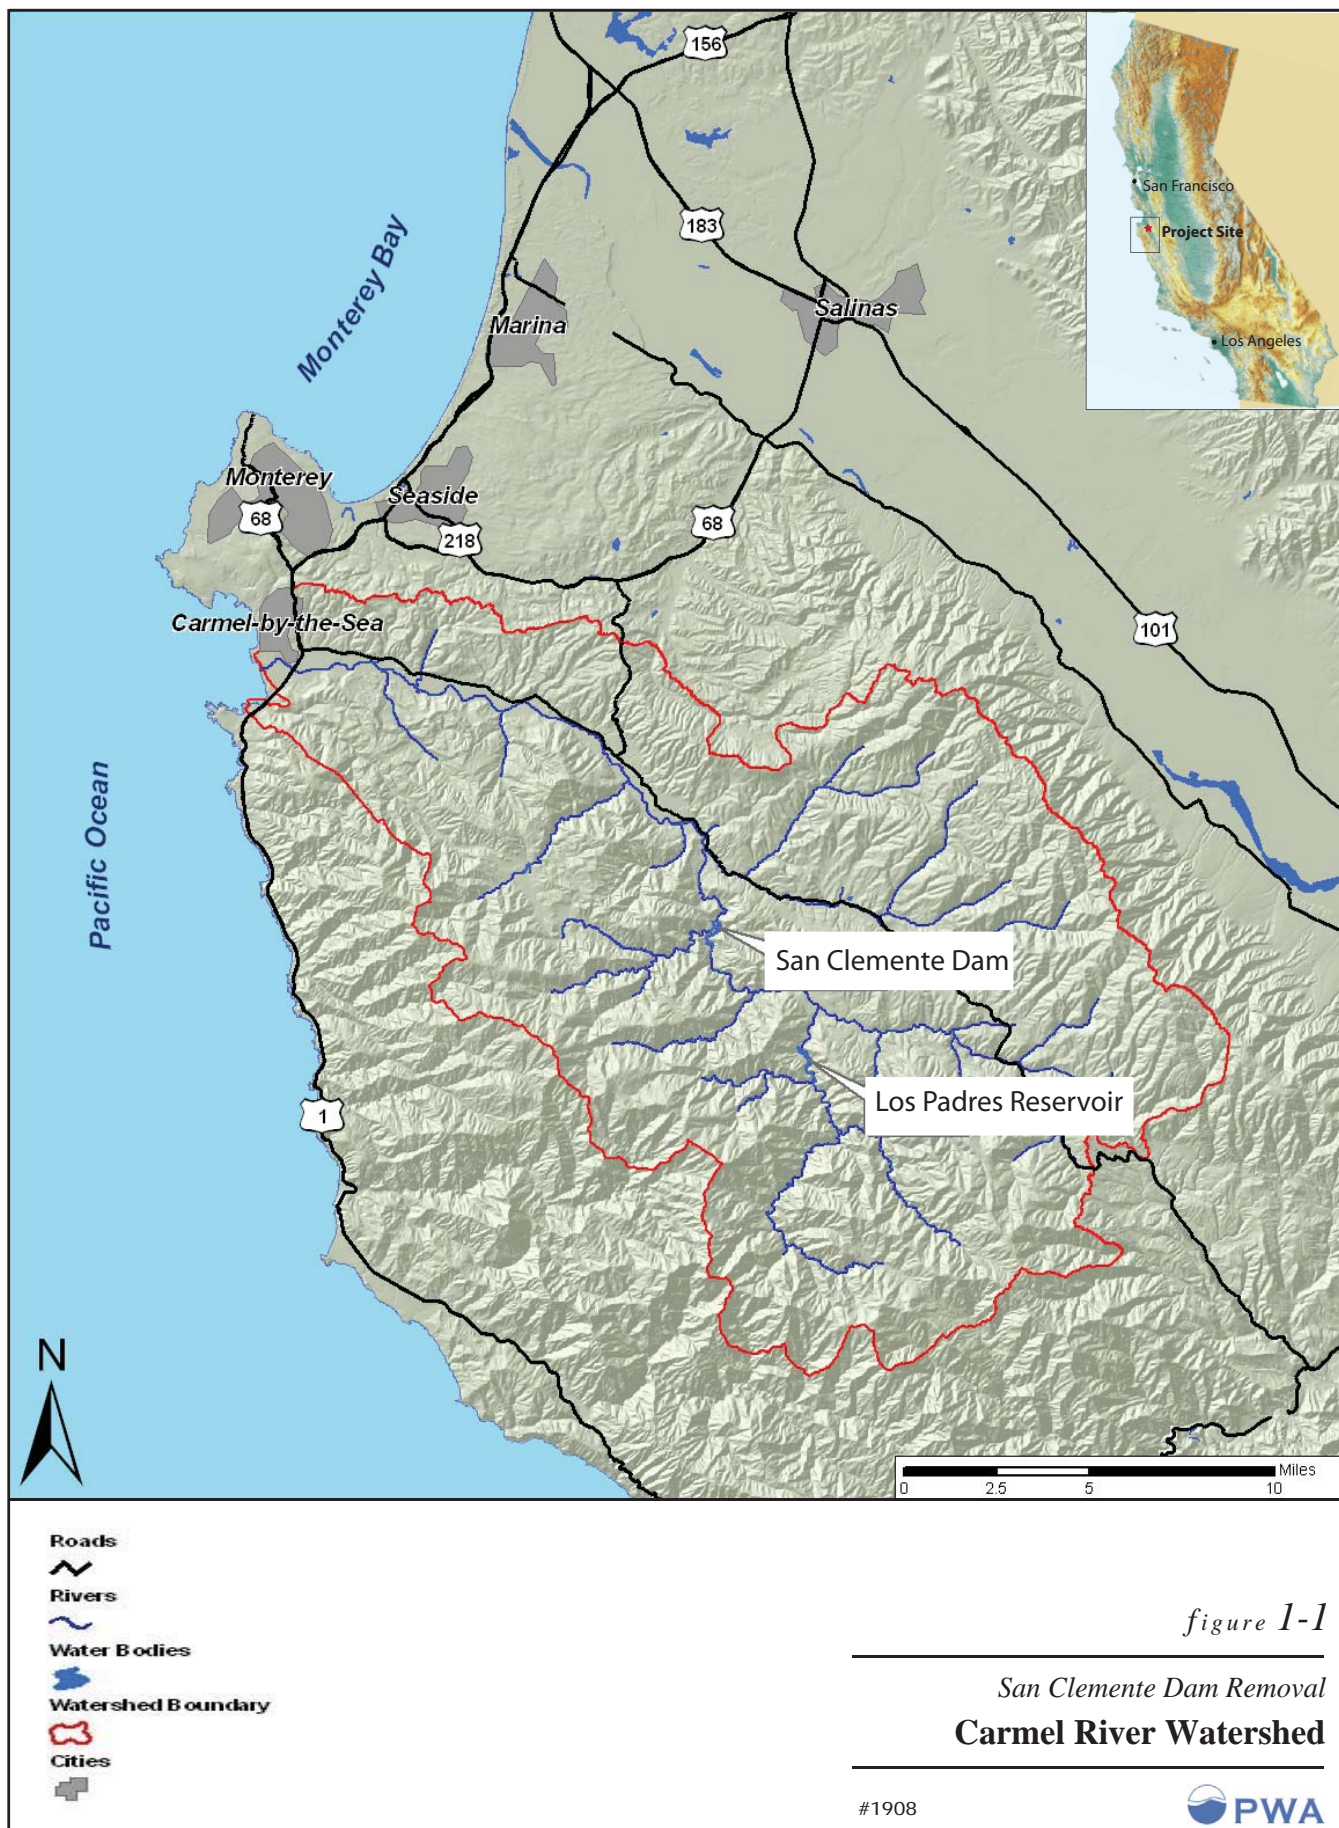 156
San Francisco
183
Project Site
Monterey Bay
Salinas
Marina
Los Angeles
Monterey
Seaside
68
68
218
Carmel-by-the-Sea
101
Pacific Ocean
San Clemente Dam
Los Padres Reservoir
1
N
Miles
0 2.5 5 10
Roads
Rivers
Water Bodies
Watershed Boundary
Cities
figure 1-1
San Clemente Dam Removal
Carmel River Watershed
#1908
PWA